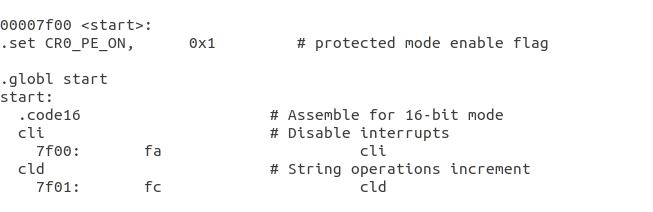 00007f00 <start>:
.set CR0_PE_ON,      0x1         # protected mode enable flag
.globl start
start:
  .code16                     # Assemble for 16-bit mode
  cli                         # Disable interrupts
    7f00:       fa                      cli
  cld                         # String operations increment
    7f01:       fc                      cld